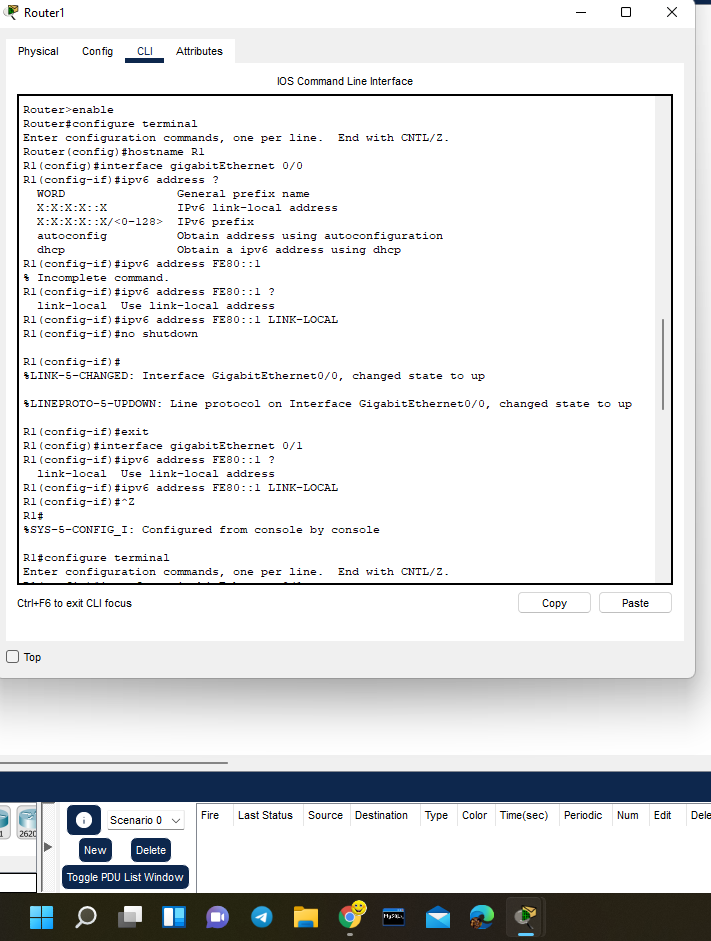 Router1
Physical Config CLI Attributes
IOS Command Line Interface
Router>enable
Router#configure terminal
Enter configuration commands, one per line.  End with CNTL/Z.
Router(config)#hostname R1
R1(config)#interface gigabitEthernet 0/0
R1(config-if)#ipv6 address ?
  WORD                General prefix name
  X:X:X:X::X          IPv6 link-local address
  X:X:X:X::X/<0-128>  IPv6 prefix
  autoconfig          Obtain address using autoconfiguration
  dhcp                Obtain a ipv6 address using dhcp
R1(config-if)#ipv6 address FE80::1
% Incomplete command.
R1(config-if)#ipv6 address FE80::1 ?
  link-local  Use link-local address
R1(config-if)#ipv6 address FE80::1 LINK-LOCAL
R1(config-if)#no shutdown
R1(config-if)#
%LINK-5-CHANGED: Interface GigabitEthernet0/0, changed state to up
%LINEPROTO-5-UPDOWN: Line protocol on Interface GigabitEthernet0/0, changed state to up
R1(config-if)#exit
R1(config)#interface gigabitEthernet 0/1
R1(config-if)#ipv6 address FE80::1 ?
  link-local  Use link-local address
R1(config-if)#ipv6 address FE80::1 LINK-LOCAL
R1(config-if)#^Z
R1#
%SYS-5-CONFIG_I: Configured from console by console
R1#configure terminal
Enter configuration commands, one per line.  End with CNTL/Z.
Ctrl+F6 to exit CLI focus
Copy Paste
Top
Scenario 0
Fire Last Status Source Destination Type Color Time(sec) Periodic Num Edit Dele
1 2620
New Delete
Toggle PDU List Window
MySQL